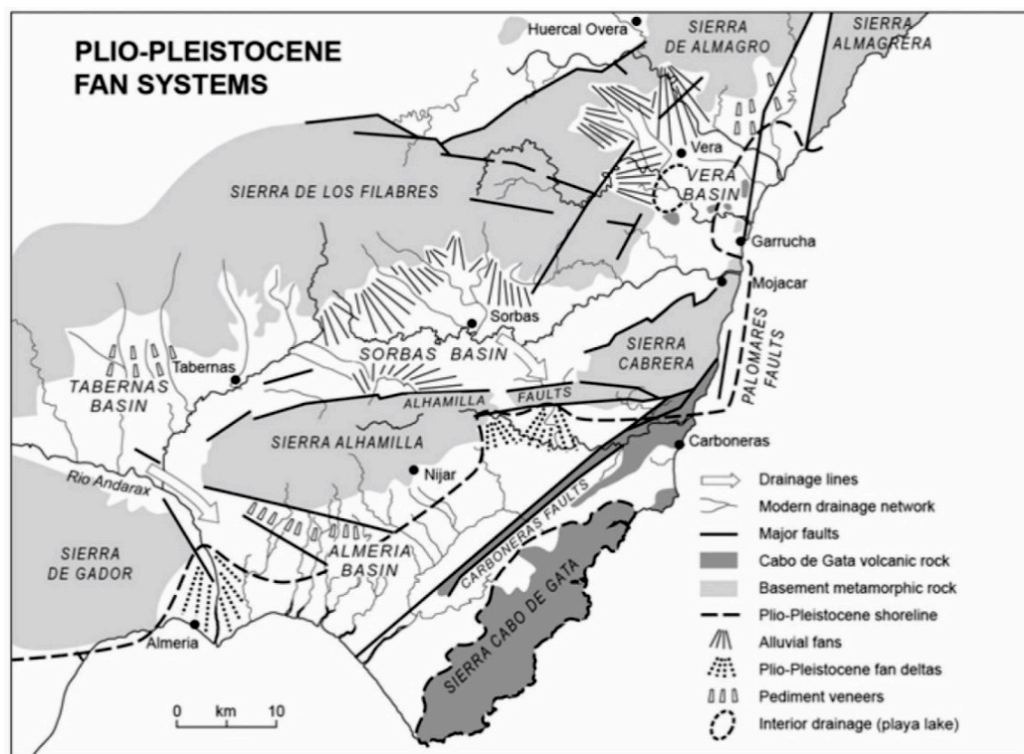 PLIO-PLEISTOCENE
FAN SYSTEMS
Huercal Overa
SIERRA
DE ALMAGRO
SIERRA
ALMAGRERA
Vera
VERA
BASIN
SIERRA DE LOS FILABRES
Garrucha
Mojacar
Sorbas
SORBAS BASIN
SIERRA
CABRERA
PALOMARES
FAULTS
Tabernas
TABERNAS
BASIN
ALHAMILLA FAULTS
SIERRA ALHAMILLA
Carboneras
Nijar
Rio Andarax
CARBONERAS FAULTS
ALMERIA
BASIN
SIERRA
DE GADOR
SIERRA CABO DE GATA
Almeria
0 km 10
Drainage lines
Modern drainage network
Major faults
Cabo de Gata volcanic rock
Basement metamorphic rock
Plio-Pleistocene shoreline
Alluvial fans
Plio-Pleistocene fan deltas
Pediment veneers
Interior drainage (playa lake)